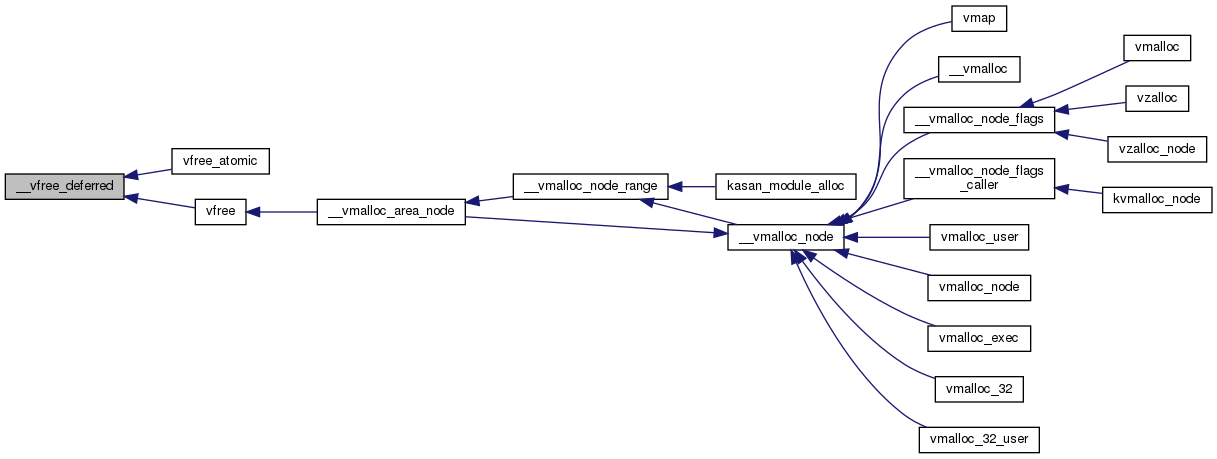 vmap
vmalloc
__vmalloc
vzalloc
__vmalloc_node_flags
vzalloc_node
vfree_atomic
__vmalloc_node_flags
_caller
__vfree_deferred
__vmalloc_node_range
kasan_module_alloc
kvmalloc_node
vfree
__vmalloc_area_node
__vmalloc_node
vmalloc_user
vmalloc_node
vmalloc_exec
vmalloc_32
vmalloc_32_user